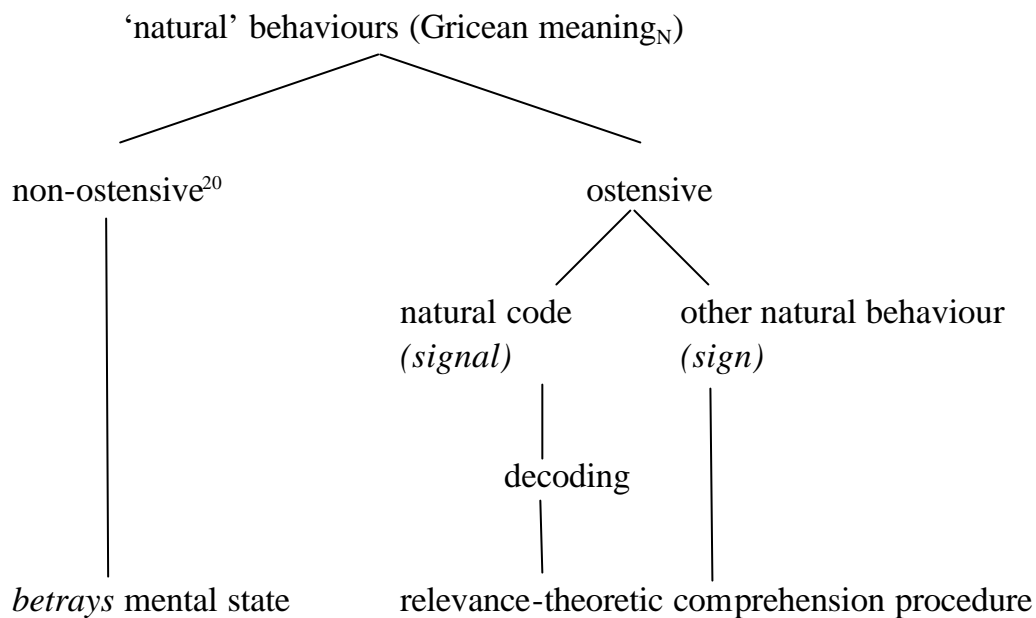 ‘natural’ behaviours (Gricean meaningN)
non-ostensive20 ostensive
natural code other natural behaviour
(signal) (sign)
decoding
betrays mental state relevance-theoretic comprehension procedure